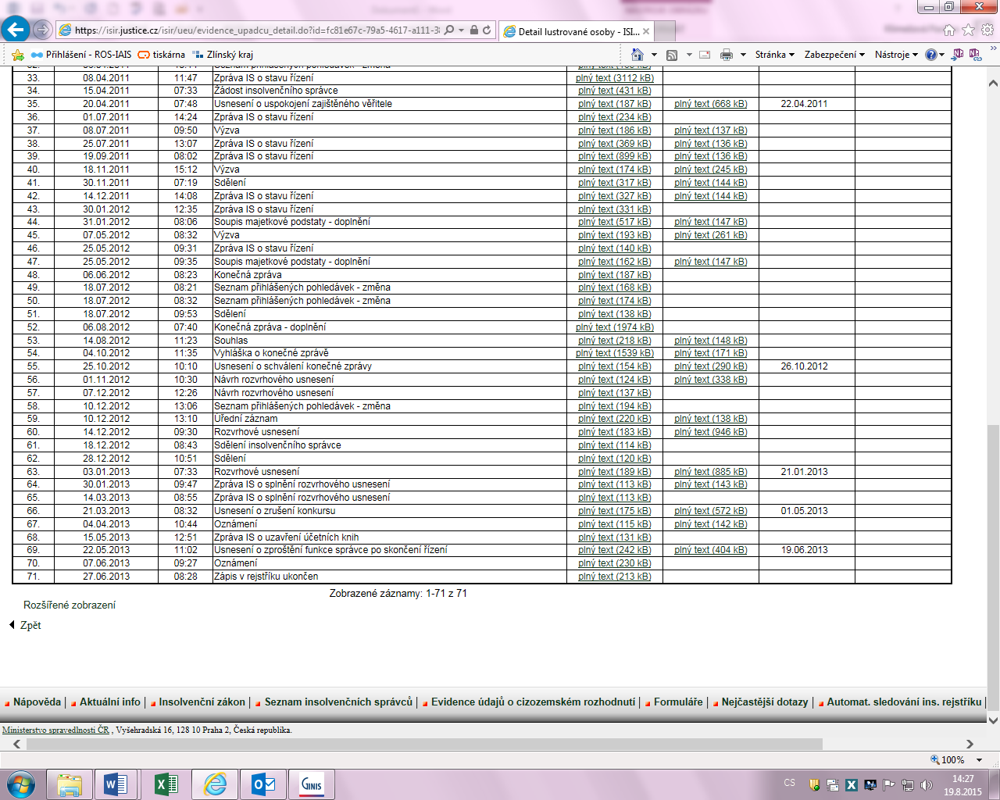 https://isir.justice.cz/isir/ueu/evidence_upadcu_detail.do?id=fc81e67c-79a5-4617-a111-38
Detail lustrované osoby - ISI...
Přihlášení - ROS-IAIS tiskárna Zlínský kraj Stránka Zabezpečení Nástroje
33. 08.04.2011 11:47 Zpráva IS o stavu řízení plný text (3112 kB)
34. 15.04.2011 07:33 Žádost insolvenčního správce plný text (431 kB)
35. 20.04.2011 07:48 Usnesení o uspokojení zajištěného věřitele plný text (187 kB) plný text (668 kB) 22.04.2011
36. 01.07.2011 14:24 Zpráva IS o stavu řízení plný text (234 kB)
37. 08.07.2011 09:50 Výzva plný text (186 kB) plný text (137 kB)
38. 25.07.2011 13:07 Zpráva IS o stavu řízení plný text (369 kB) plný text (136 kB)
39. 19.09.2011 08:02 Zpráva IS o stavu řízení plný text (899 kB) plný text (136 kB)
40. 18.11.2011 15:12 Výzva plný text (174 kB) plný text (245 kB)
41. 30.11.2011 07:19 Sdělení plný text (317 kB) plný text (144 kB)
42. 14.12.2011 14:08 Zpráva IS o stavu řízení plný text (327 kB) plný text (144 kB)
43. 30.01.2012 12:35 Zpráva IS o stavu řízení plný text (331 kB)
44. 31.01.2012 08:06 Soupis majetkové podstaty - doplnění plný text (517 kB) plný text (147 kB)
45. 07.05.2012 08:32 Výzva plný text (193 kB) plný text (261 kB)
46. 25.05.2012 09:31 Zpráva IS o stavu řízení plný text (140 kB)
47. 25.05.2012 09:35 Soupis majetkové podstaty - doplnění plný text (162 kB) plný text (147 kB)
48. 06.06.2012 08:23 Konečná zpráva plný text (187 kB)
49. 18.07.2012 08:21 Seznam přihlášených pohledávek - změna plný text (168 kB)
50. 18.07.2012 08:32 Seznam přihlášených pohledávek - změna plný text (174 kB)
51. 18.07.2012 09:53 Sdělení plný text (138 kB)
52. 06.08.2012 07:40 Konečná zpráva - doplnění plný text (1974 kB)
53. 14.08.2012 11:23 Souhlas plný text (218 kB) plný text (148 kB)
54. 04.10.2012 11:35 Vyhláška o konečné zprávě plný text (1539 kB) plný text (171 kB)
55. 25.10.2012 10:10 Usnesení o schválení konečné zprávy plný text (154 kB) plný text (290 kB) 26.10.2012
56. 01.11.2012 10:30 Návrh rozvrhového usnesení plný text (124 kB) plný text (338 kB)
57. 07.12.2012 12:26 Návrh rozvrhového usnesení plný text (137 kB)
58. 10.12.2012 13:06 Seznam přihlášených pohledávek - změna plný text (194 kB)
59. 10.12.2012 13:10 Úřední záznam plný text (220 kB) plný text (138 kB)
60. 14.12.2012 09:30 Rozvrhové usnesení plný text (183 kB) plný text (946 kB)
61. 18.12.2012 08:43 Sdělení insolvenčního správce plný text (114 kB)
62. 28.12.2012 10:51 Sdělení plný text (120 kB)
63. 03.01.2013 07:33 Rozvrhové usnesení plný text (189 kB) plný text (885 kB) 21.01.2013
64. 30.01.2013 09:47 Zpráva IS o splnění rozvrhového usnesení plný text (113 kB) plný text (143 kB)
65. 14.03.2013 08:55 Zpráva IS o splnění rozvrhového usnesení plný text (113 kB)
66. 21.03.2013 08:32 Usnesení o zrušení konkursu plný text (175 kB) plný text (572 kB) 01.05.2013
67. 04.04.2013 10:44 Oznámení plný text (115 kB) plný text (142 kB)
68. 15.05.2013 12:51 Zpráva IS o uzavření účetních knih plný text (131 kB)
69. 22.05.2013 11:02 Usnesení o zproštění funkce správce po skončení řízení plný text (242 kB) plný text (404 kB) 19.06.2013
70. 07.06.2013 09:27 Oznámení plný text (230 kB)
71. 27.06.2013 08:28 Zápis v rejstříku ukončen plný text (213 kB)
Zobrazené záznamy: 1-71 z 71
Rozšířené zobrazení
Zpět
Nápověda | Aktuální info | Insolvenční zákon | Seznam insolvenčních správců | Evidence údajů o cizozemském rozhodnutí | Formuláře | Nejčastější dotazy | Automat. sledování ins. rejstříku |
Ministerstvo spravedlnosti ČR , Vyšehradská 16, 128 10 Praha 2, Česká republika.
100%
GINIS
CS
14:27
19.8.2015